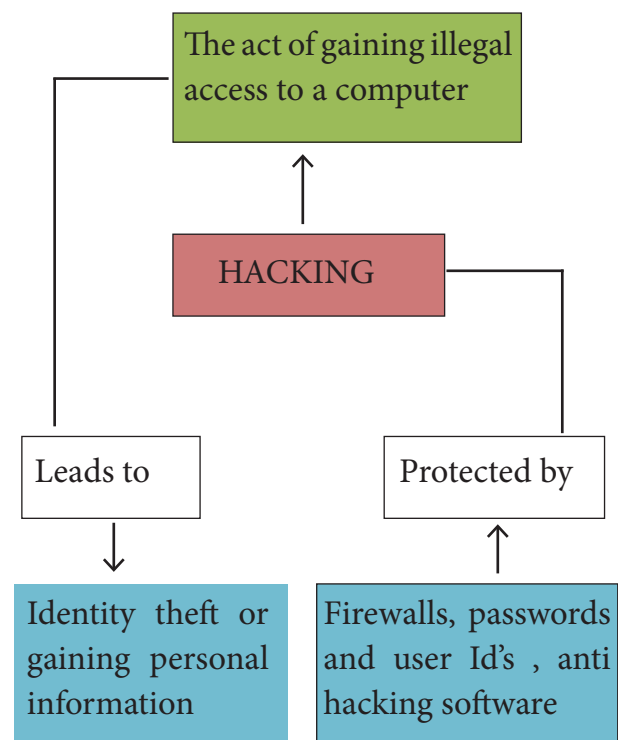 The act of gaining illegal
access to a computer
HACKING
Leads to
Protected by
Identity theft or
gaining personal
information
Firewalls, passwords
and user Id's , anti
hacking software